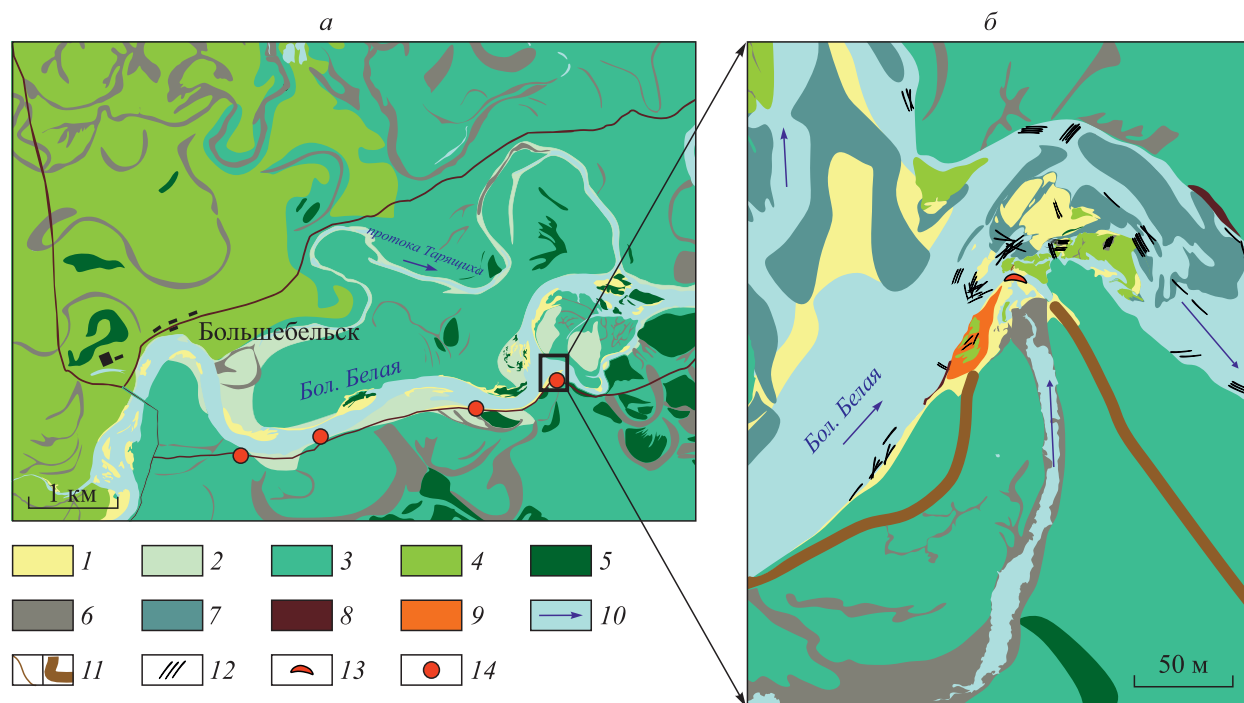 а
б
протока Тарящиха
Большебельск
Бол. Белая
1 км
Бол. Белая
50 м
1 2 3 4 5
6 7 8 9 10
11 12 13 14